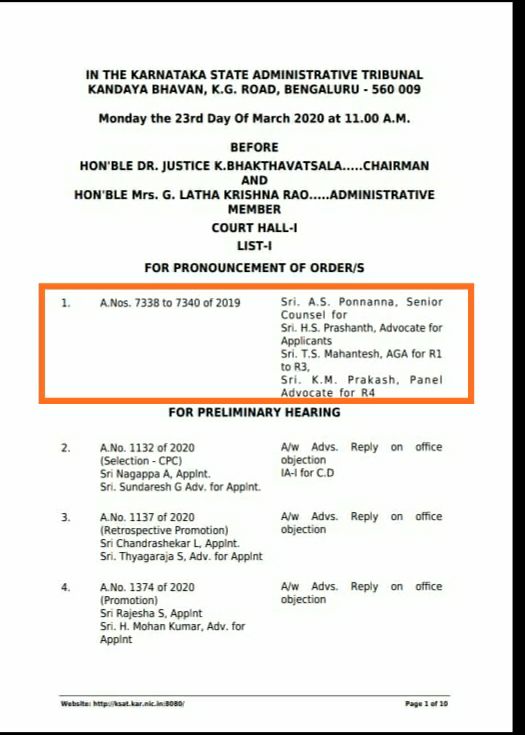 IN THE KARNATAKA STATE ADMINISTRATIVE TRIBUNAL
KANDAYA BHAVAN, K.G. ROAD, BENGALURU - 560 009
Monday the 23rd Day Of March 2020 at 11.00 A.M.
BEFORE
HON'BLE DR. JUSTICE K.BHAKTHAVATSALA.....CHAIRMAN
AND
HON'BLE Mrs. G. LATHA KRISHNA RAO.....ADMINISTRATIVE
MEMBER
COURT HALL-I
LIST-I
FOR PRONOUNCEMENT OF ORDER/S
1. A.Nos. 7338 to 7340 of 2019 Sri. A.S. Ponnanna, Senior
Counsel for
Sri. H.S. Prashanth, Advocate for
Applicants
Sri. T.S. Mahantesh, AGA for R1
to R3,
Sri. K.M. Prakash, Panel
Advocate for R4
FOR PRELIMINARY HEARING
2. A.No. 1132 of 2020 A/w Advs. Reply on office
(Selection - CPC) objection
Sri Nagappa A, Applnt. IA-I for C.D
Sri. Sundaresh G Adv. for Applnt.
3. A.No. 1137 of 2020 A/w Advs. Reply on office
(Retrospective Promotion) objection
Sri Chandrashekar L, Applnt.
Sri. Thyagaraja S, Adv. for Applnt
4. A.No. 1374 of 2020 A/w Advs. Reply on office
(Promotion) objection
Sri Rajesha S, Applnt
Sri. H. Mohan Kumar, Adv. for
Applnt
Website: http://ksat.kar.nic.in:8080/ Page 1 of 10